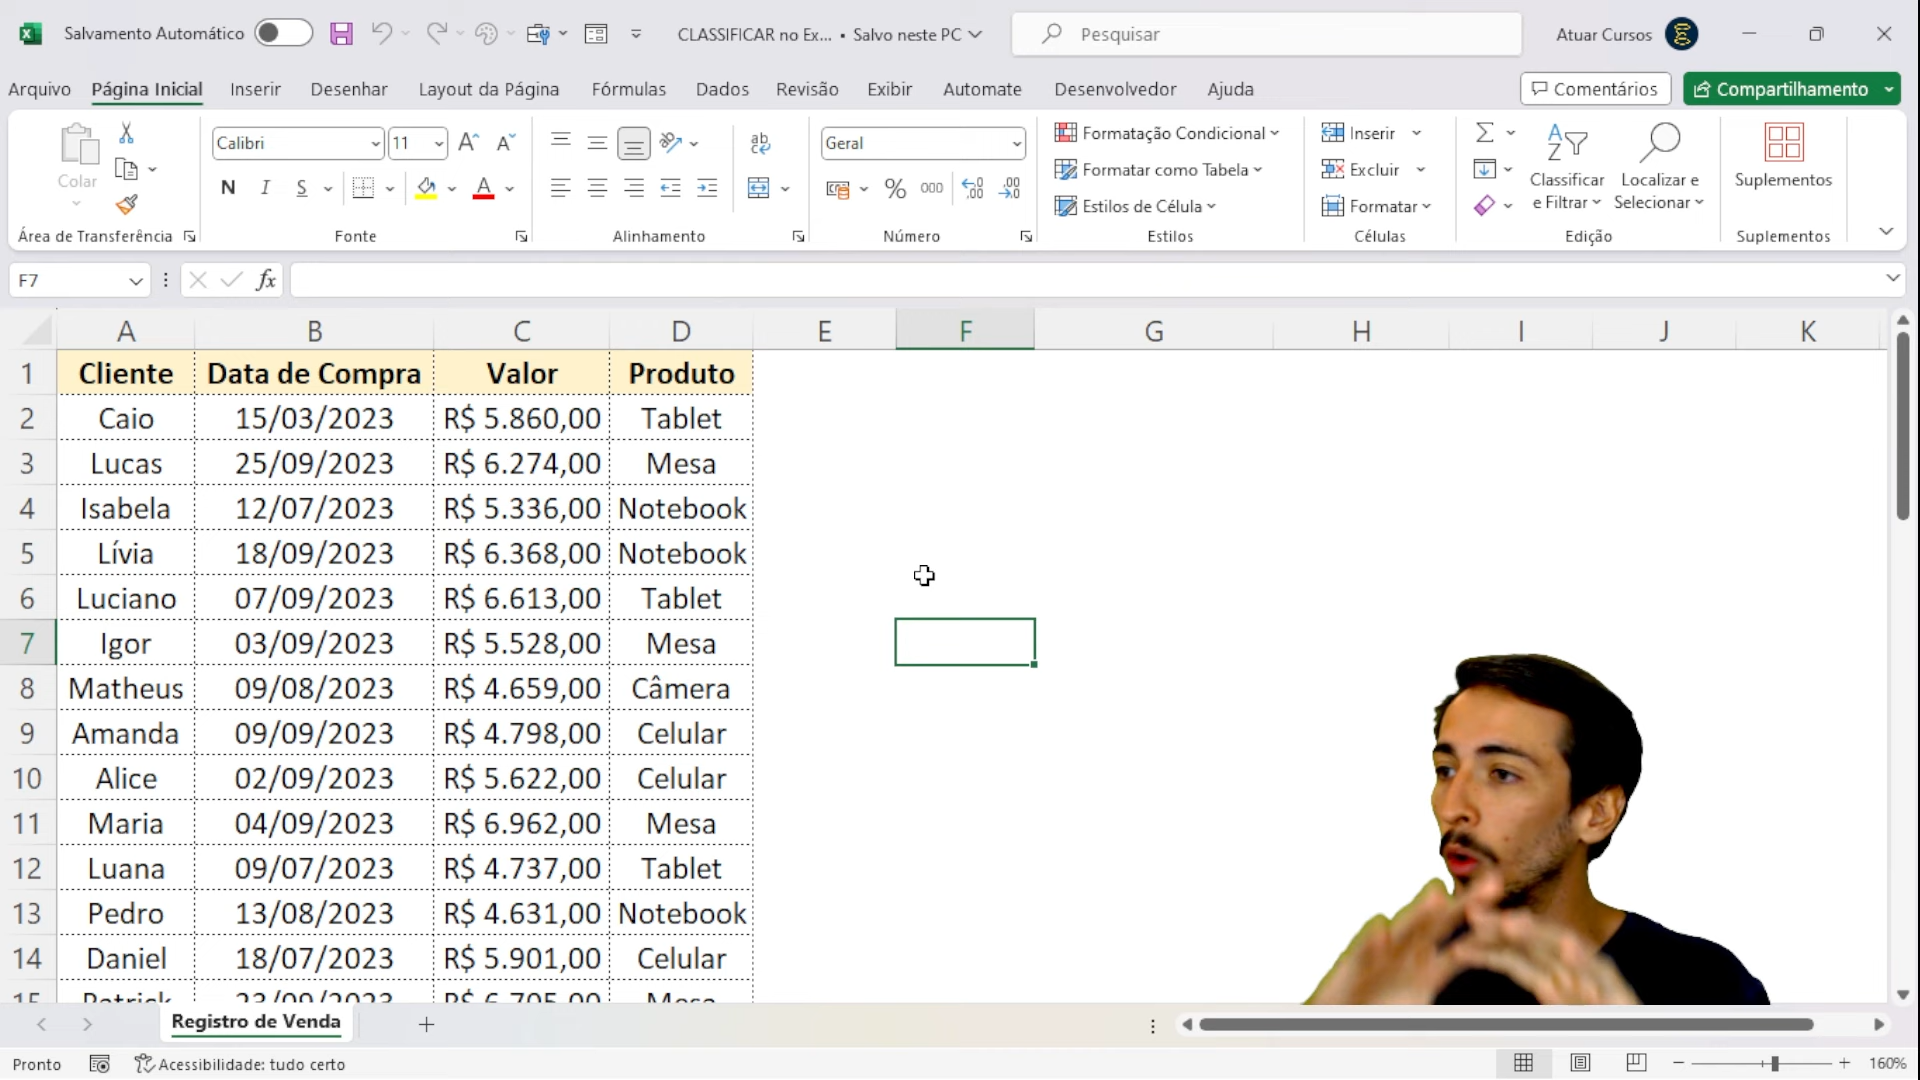 Salvamento Automático
CLASSIFICAR no Ex... • Salvo neste PC
Pesquisar
Atuar Cursos
Arquivo Página Inicial Inserir Desenhar Layout da Página Fórmulas Dados Revisão Exibir Automate Desenvolvedor Ajuda
Comentários
Compartilhamento
Colar
Área de Transferência
Calibri
11
N I S
Fonte
Alinhamento
Geral
% 000
Número
Formatação Condicional
Formatar como Tabela
Estilos de Célula
Estilos
Inserir
Excluir
Formatar
Células
Classificar
e Filtrar
Localizar e
Selecionar
Edição
Suplementos
Suplementos
F7
fx
A B C D E F G H I J K
1 Cliente Data de Compra Valor Produto
2 Caio 15/03/2023 R$ 5.860,00 Tablet
3 Lucas 25/09/2023 R$ 6.274,00 Mesa
4 Isabela 12/07/2023 R$ 5.336,00 Notebook
5 Lívia 18/09/2023 R$ 6.368,00 Notebook
6 Luciano 07/09/2023 R$ 6.613,00 Tablet
7 Igor 03/09/2023 R$ 5.528,00 Mesa
8 Matheus 09/08/2023 R$ 4.659,00 Câmera
9 Amanda 09/09/2023 R$ 4.798,00 Celular
10 Alice 02/09/2023 R$ 5.622,00 Celular
11 Maria 04/09/2023 R$ 6.962,00 Mesa
12 Luana 09/07/2023 R$ 4.737,00 Tablet
13 Pedro 13/08/2023 R$ 4.631,00 Notebook
14 Daniel 18/07/2023 R$ 5.901,00 Celular
15 Patrick
Registro de Venda
Pronto
Acessibilidade: tudo certo
160%